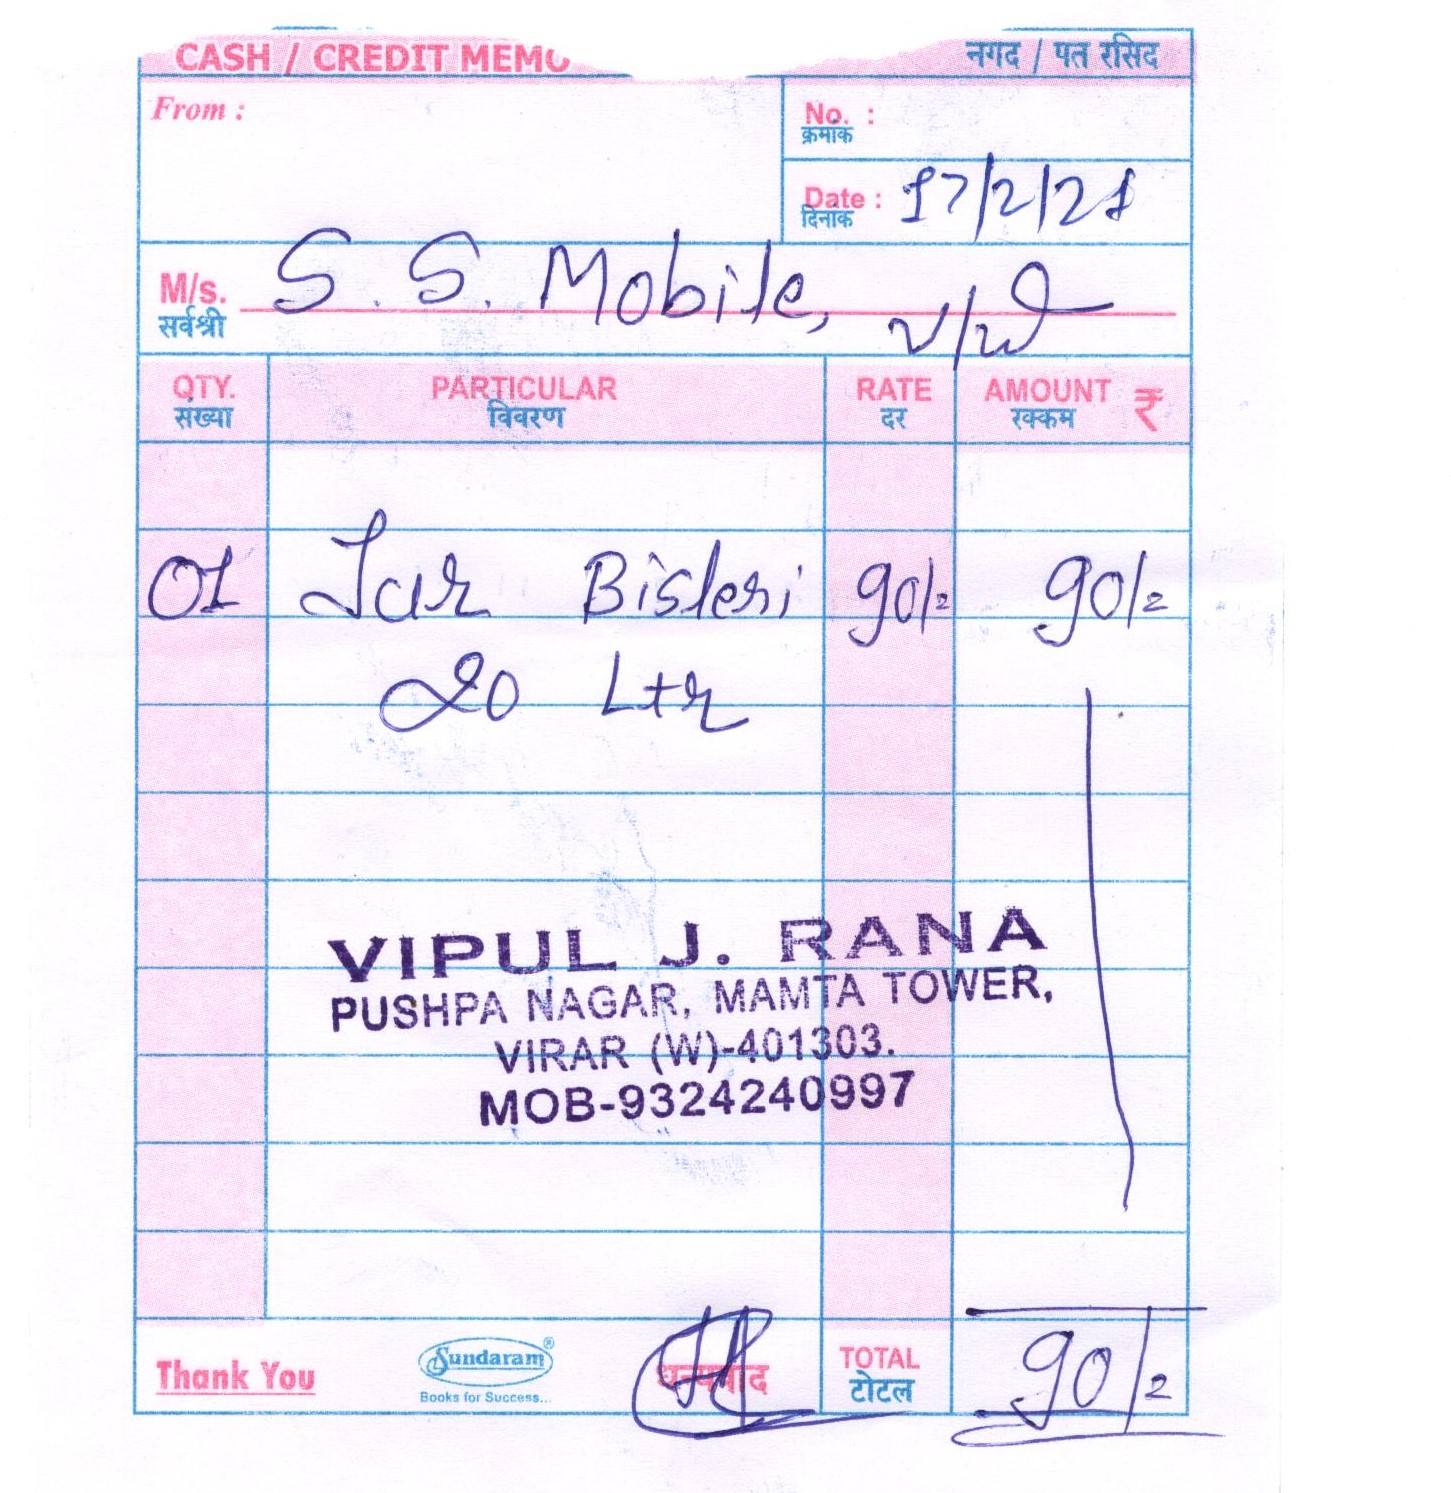 CASH / CREDIT MEMO नगद / पत रसिद
From :
No. :
क्रमांक
Date : 17/2/21
दिनांक
M/s. S. S. Mobile, V/W
सर्वश्री
QTY. PARTICULAR RATE AMOUNT ₹
संख्या विवरण दर रक्कम
01 Jar Bisleri 90/= 90/=
20 Ltr
VIPUL J. RANA
PUSHPA NAGAR, MAMTA TOWER,
VIRAR (W)-401303.
MOB-9324240997
Thank You Sundaram® धन्यवाद TOTAL 90/=
Books for Success... टोटल